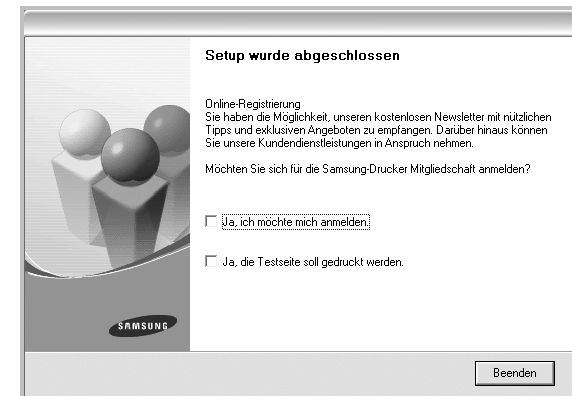 Setup wurde abgeschlossen
Online-Registrierung
Sie haben die Möglichkeit, unseren kostenlosen Newsletter mit nützlichen
Tipps und exklusiven Angeboten zu empfangen. Darüber hinaus können
Sie unsere Kundendienstleistungen in Anspruch nehmen.
Möchten Sie sich für die Samsung-Drucker Mitgliedschaft anmelden?
Ja, ich möchte mich anmelden.
Ja, die Testseite soll gedruckt werden.
SAMSUNG
Beenden